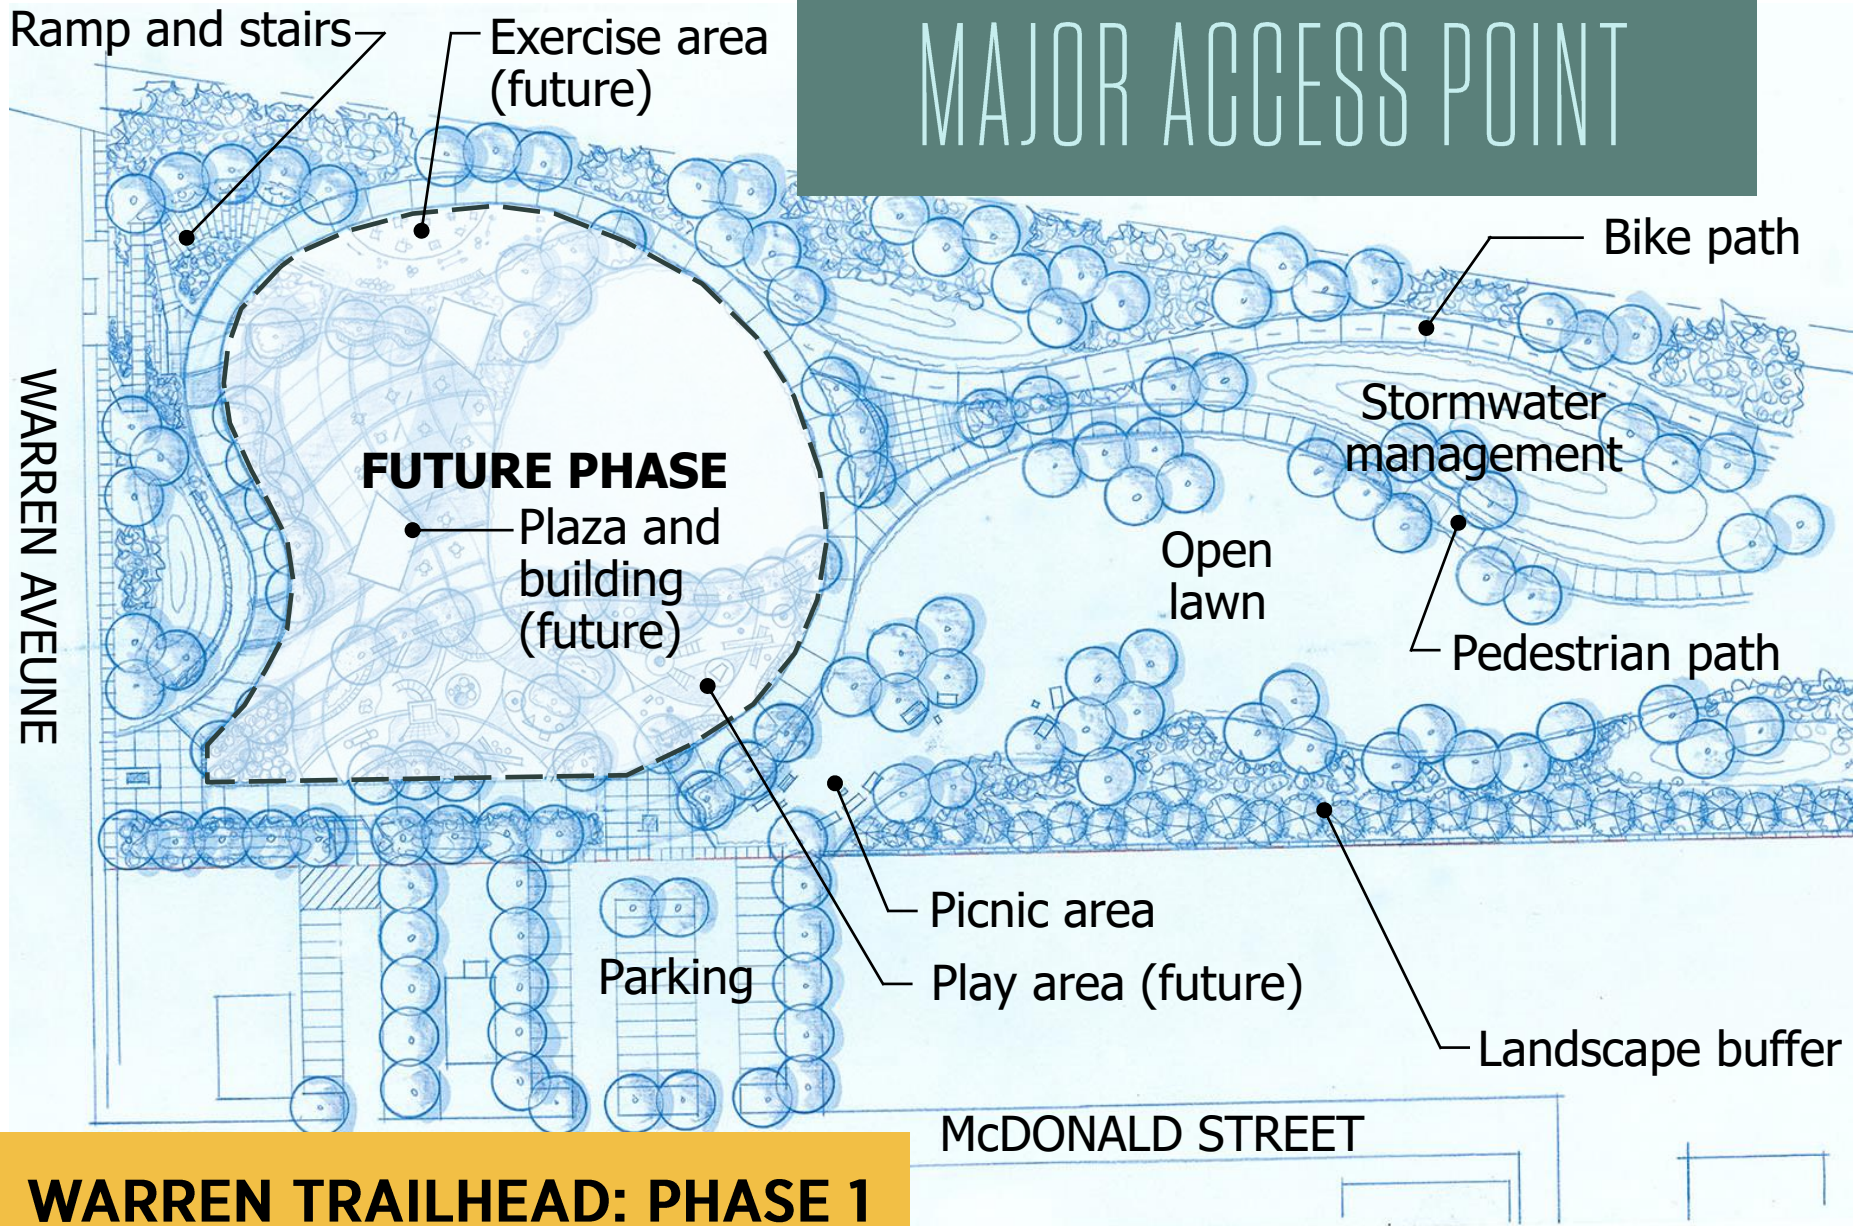 Ramp and stairs
Exercise area
(future)
MAJOR ACCESS POINT
Bike path
Stormwater
management
WARREN AVEUNE
FUTURE PHASE
Plaza and
building
(future)
Open
lawn
Pedestrian path
Picnic area
Parking
Play area (future)
Landscape buffer
McDONALD STREET
WARREN TRAILHEAD: PHASE 1